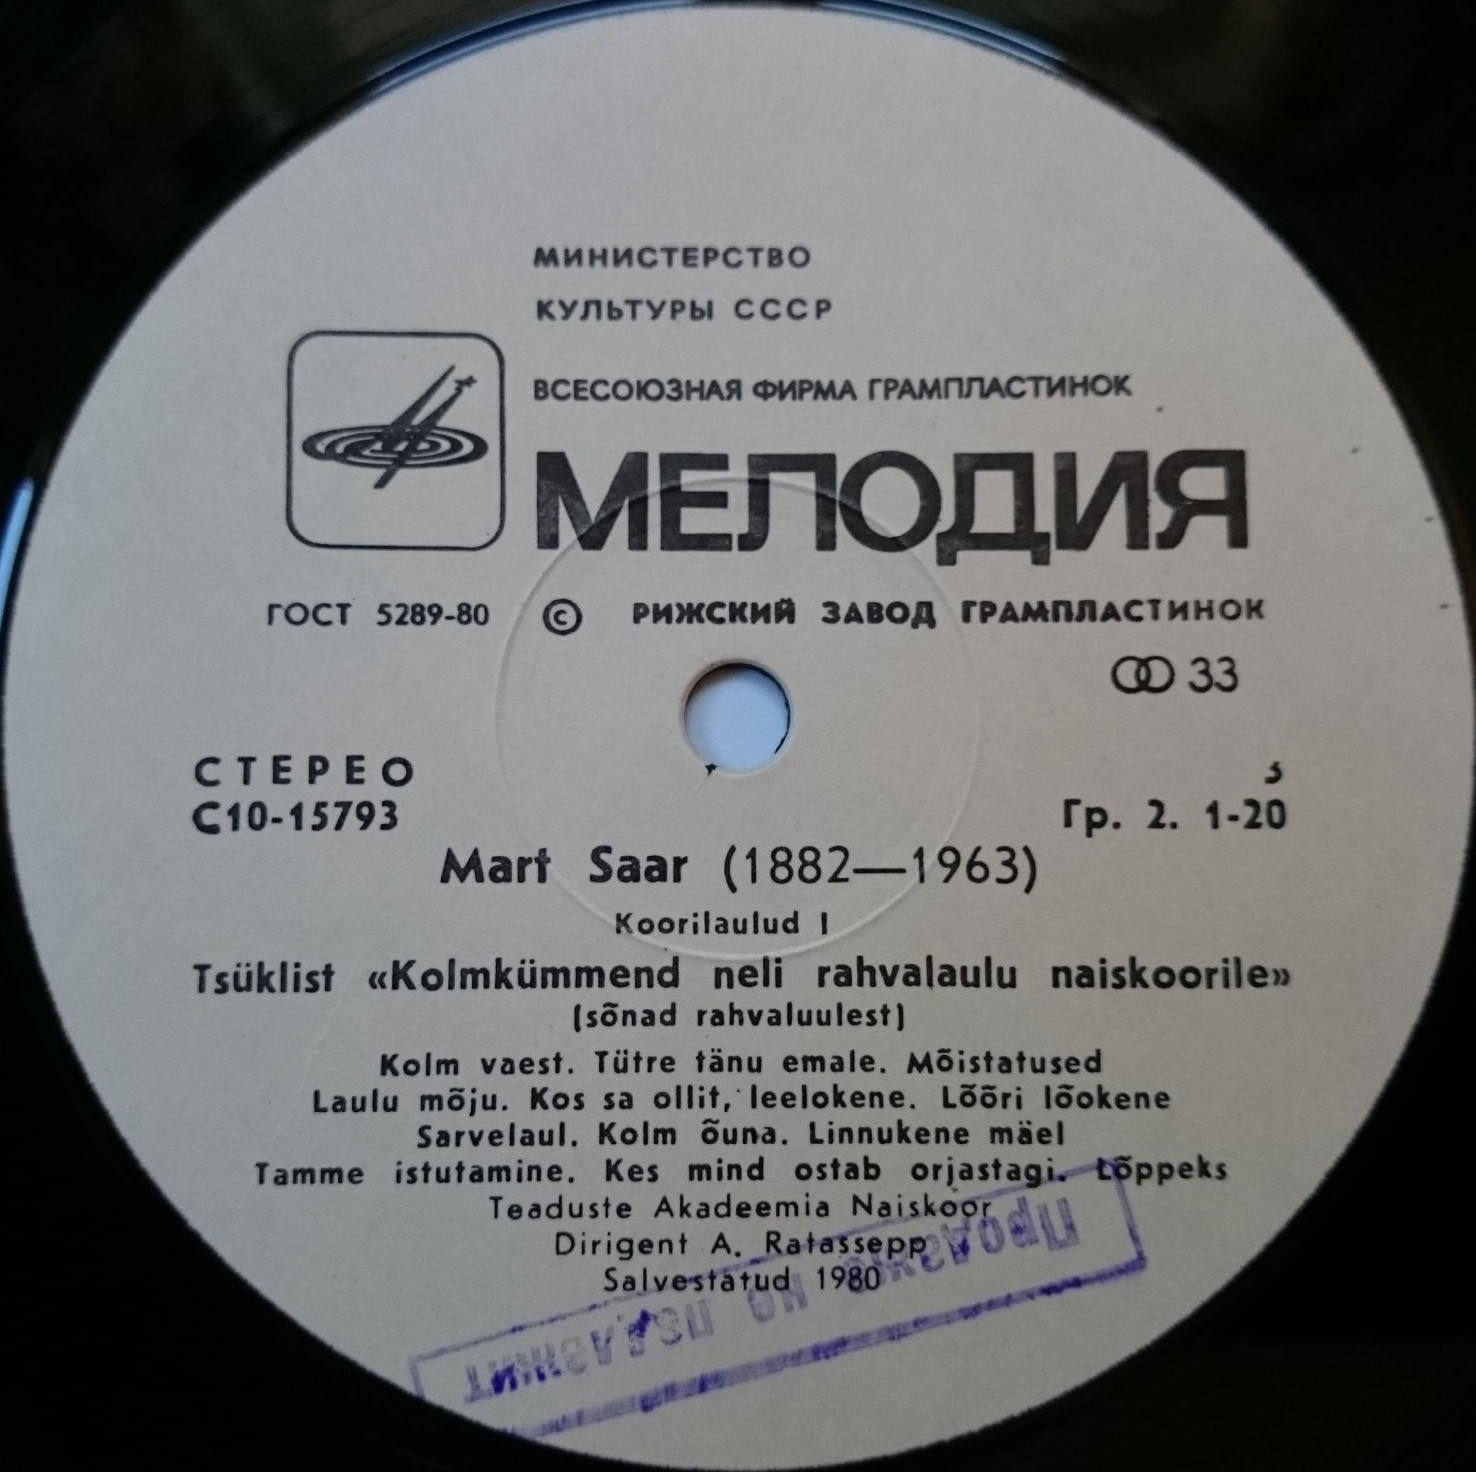 МИНИСТЕРСТВО
КУЛЬТУРЫ СССР
ВСЕСОЮЗНАЯ ФИРМА ГРАМПЛАСТИНОК
МЕЛОДИЯ
ГОСТ 5289-80 © РИЖСКИЙ ЗАВОД ГРАМПЛАСТИНОК
33
СТЕРЕО 3
С10-15793 Гр. 2. 1-20
Mart Saar (1882—1963)
Koorilaulud I
Tsüklist «Kolmkümmend neli rahvalaulu naiskoorile»
(sõnad rahvaluulest)
Kolm vaest. Tütre tänu emale. Mõistatused
Laulu mõju. Kos sa ollit, leelokene. Lõõri lõokene
Sarvelaul. Kolm õuna. Linnukene mäel
Tamme istutamine. Kes mind ostab orjastagi. Lõppeks
Teaduste Akadeemia Naiskoor
Dirigent A. Ratassepp
Salvestatud 1980